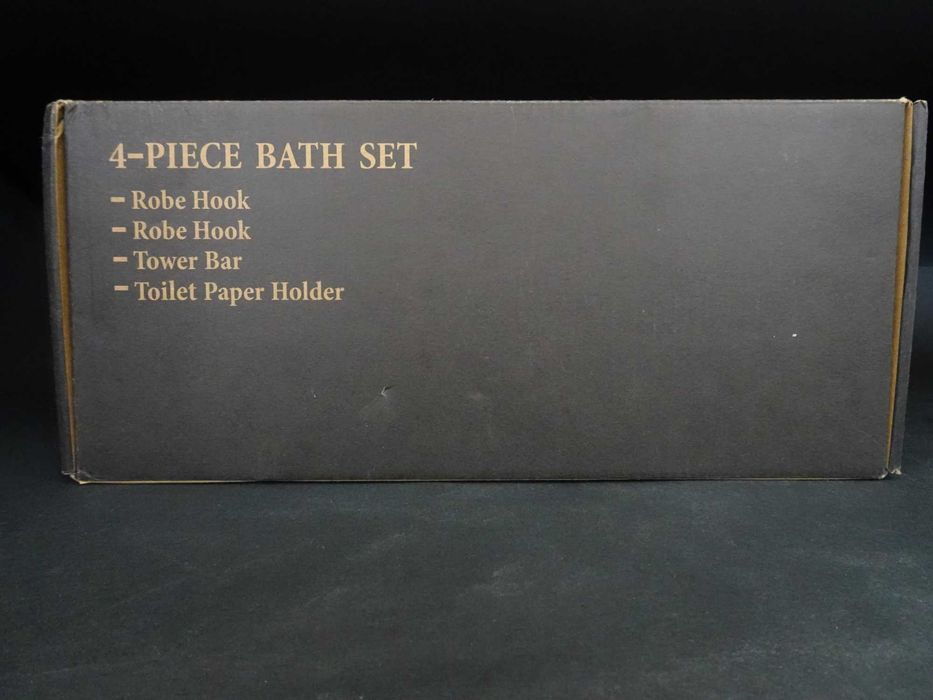 4-PIECE BATH SET
- Robe Hook
- Robe Hook
- Tower Bar
- Toilet Paper Holder